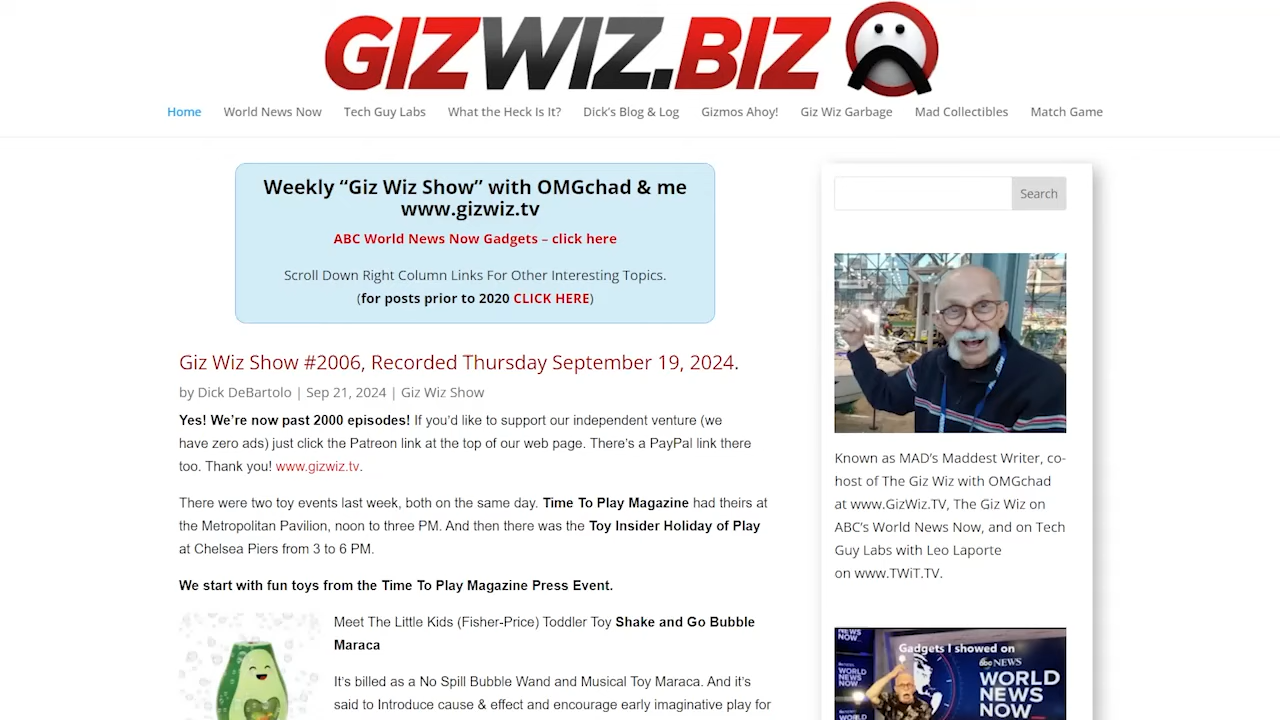 GIZWIZ.BIZ
Home World News Now Tech Guy Labs What the Heck Is It? Dick's Blog & Log Gizmos Ahoy! Giz Wiz Garbage Mad Collectibles Match Game
Weekly “Giz Wiz Show” with OMGchad & me
www.gizwiz.tv
ABC World News Now Gadgets – click here
Scroll Down Right Column Links For Other Interesting Topics.
(for posts prior to 2020 CLICK HERE)
Giz Wiz Show #2006, Recorded Thursday September 19, 2024.
by Dick DeBartolo | Sep 21, 2024 | Giz Wiz Show
Yes! We’re now past 2000 episodes! If you’d like to support our independent venture (we
have zero ads) just click the Patreon link at the top of our web page. There’s a PayPal link there
too. Thank you! www.gizwiz.tv.
There were two toy events last week, both on the same day. Time To Play Magazine had theirs at
the Metropolitan Pavilion, noon to three PM. And then there was the Toy Insider Holiday of Play
at Chelsea Piers from 3 to 6 PM.
We start with fun toys from the Time To Play Magazine Press Event.
Meet The Little Kids (Fisher-Price) Toddler Toy Shake and Go Bubble
Maraca
It’s billed as a No Spill Bubble Wand and Musical Toy Maraca. And it’s
said to Introduce cause & effect and encourage early imaginative play for
Search
Known as MAD’s Maddest Writer, co-
host of The Giz Wiz with OMGchad
at www.GizWiz.TV, The Giz Wiz on
ABC’s World News Now, and on Tech
Guy Labs with Leo Laporte
on www.TWiT.TV.
NEWS
NOW
Gadgets I showed on
abc NEWS
WORLD
NEWS
NOW
WORLD
NEWS
NOW
WORLD